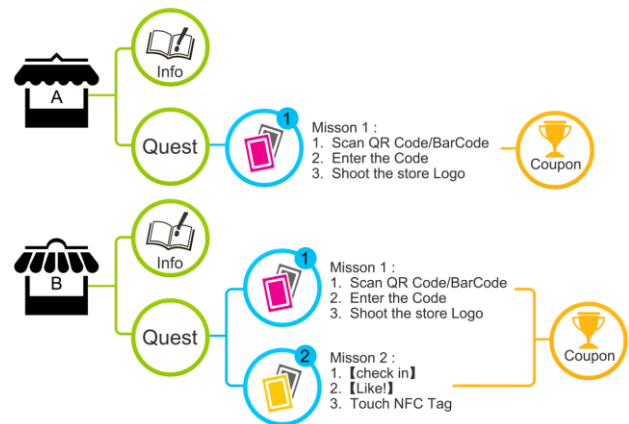 A
Info
Quest
1
Misson 1 :
1. Scan QR Code/BarCode
2. Enter the Code
3. Shoot the store Logo
Coupon
B
Info
Quest
1
Misson 1 :
1. Scan QR Code/BarCode
2. Enter the Code
3. Shoot the store Logo
2
Misson 2 :
1.【check in】
2.【Like!】
3. Touch NFC Tag
Coupon